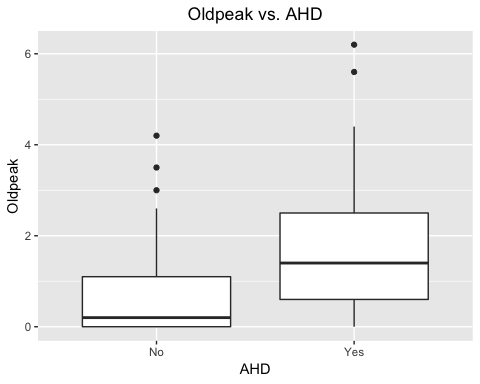 Oldpeak vs. AHD
6
4
2
0
Oldpeak
No
Yes
AHD